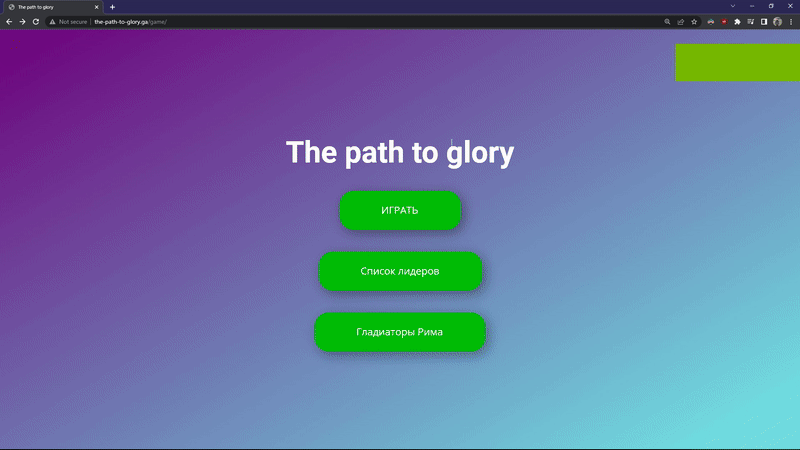 The path to glory
Not secure
the-path-to-glory.ga/game/
The path to glory
ИГРАТЬ
Список лидеров
Гладиаторы Рима